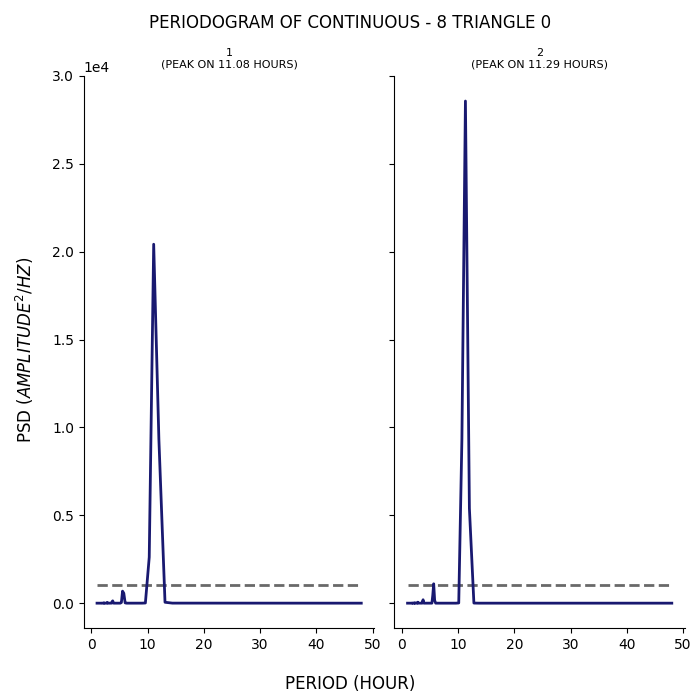 PERIODOGRAM OF CONTINUOUS - 8 TRIANGLE 0
1
(PEAK ON 11.08 HOURS)
2
(PEAK ON 11.29 HOURS)
1e4
3.0
2.5
2.0
1.5
1.0
0.5
0.0
PSD (AMPLITUDE²/HZ)
0 10 20 30 40 50
0 10 20 30 40 50
PERIOD (HOUR)